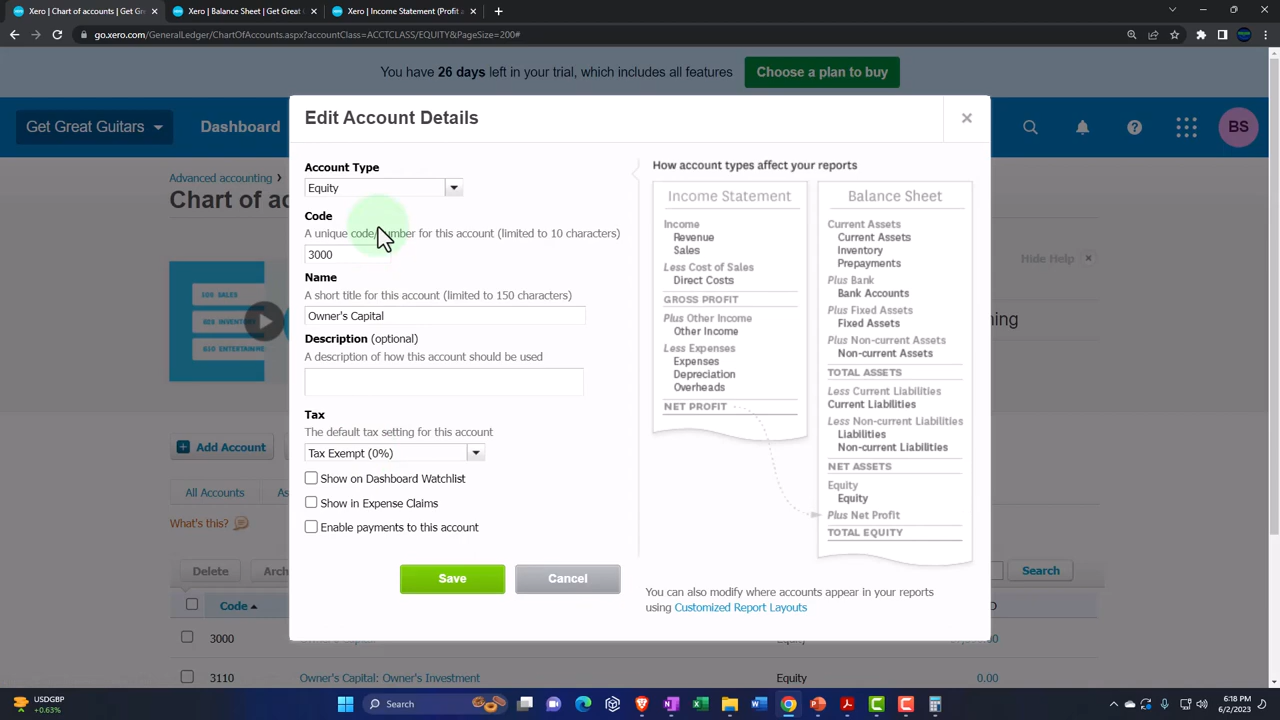 Xero | Chart of accounts | Get G
Xero | Balance Sheet | Get Great
Xero | Income Statement (Profit a
go.xero.com/GeneralLedger/ChartOfAccounts.aspx?accountClass=ACCTCLASS/EQUITY&PageSize=200#
You have 26 days left in your trial, which includes all features
Choose a plan to buy
Get Great Guitars
Dashboard
BS
Advanced accounting
Chart of ac
Hide Help
ning
Add Account
All Accounts
As
What's this?
Delete
Arch
Search
Code
3000
Equity
3110
Owner's Capital: Owner's Investment
Equity
0.00
Edit Account Details
Account Type
Equity
Code
A unique code/number for this account (limited to 10 characters)
3000
Name
A short title for this account (limited to 150 characters)
Owner's Capital
Description (optional)
A description of how this account should be used
Tax
The default tax setting for this account
Tax Exempt (0%)
Show on Dashboard Watchlist
Show in Expense Claims
Enable payments to this account
Save
Cancel
How account types affect your reports
Income Statement
Income
Revenue
Sales
Less Cost of Sales
Direct Costs
GROSS PROFIT
Plus Other Income
Other Income
Less Expenses
Expenses
Depreciation
Overheads
NET PROFIT
Balance Sheet
Current Assets
Current Assets
Inventory
Prepayments
Plus Bank
Bank Accounts
Plus Fixed Assets
Fixed Assets
Plus Non-current Assets
Non-current Assets
TOTAL ASSETS
Less Current Liabilities
Current Liabilities
Less Non-current Liabilities
Liabilities
Non-current Liabilities
NET ASSETS
Equity
Equity
Plus Net Profit
TOTAL EQUITY
You can also modify where accounts appear in your reports
using Customized Report Layouts
USDGBP
+0.63%
Search
6:18 PM
6/2/2023